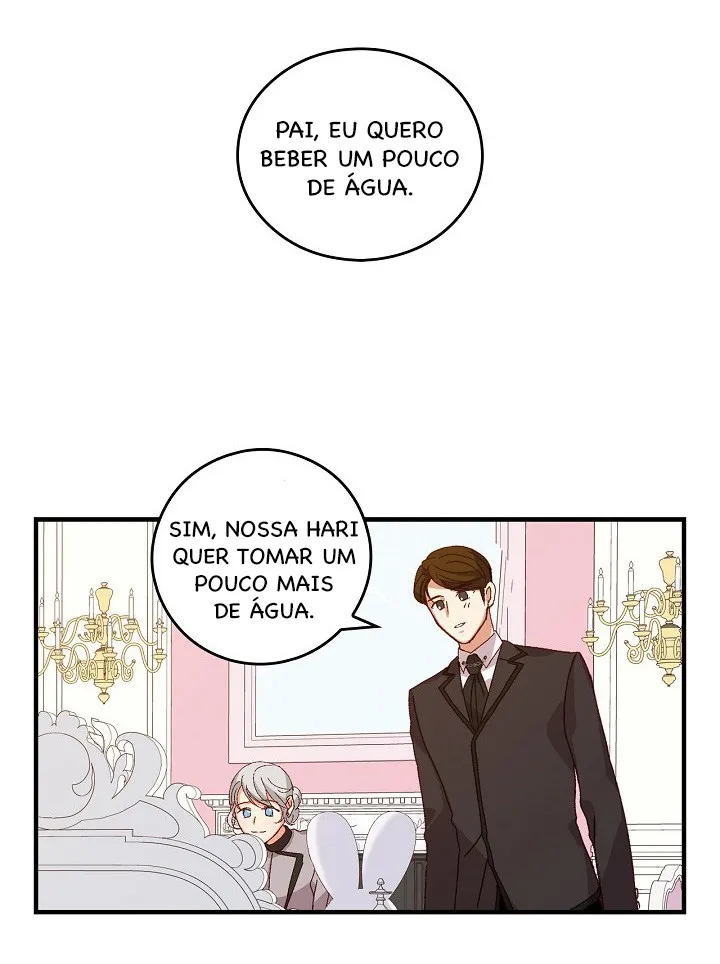 PAI, EU QUERO
BEBER UM POUCO
DE ÁGUA.
SIM, NOSSA HARI
QUER TOMAR UM
POUCO MAIS
DE ÁGUA.